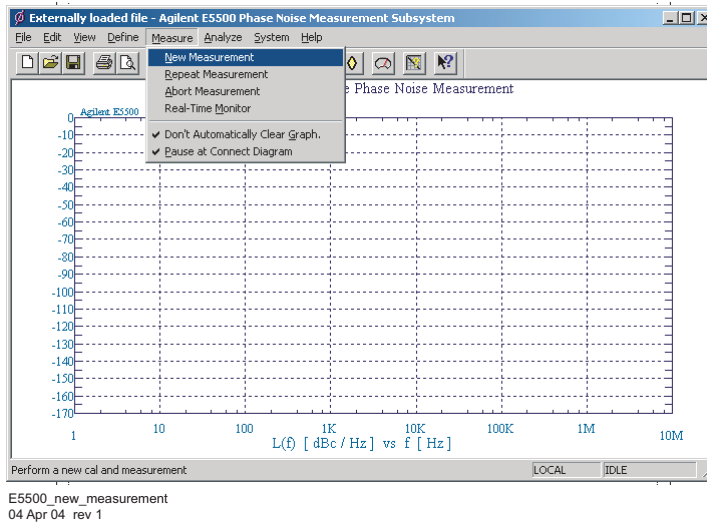 Externally loaded file - Agilent E5500 Phase Noise Measurement Subsystem
File Edit View Define Measure Analyze System Help
New Measurement
Repeat Measurement
Abort Measurement
Real-Time Monitor
✔ Don't Automatically Clear Graph.
✔ Pause at Connect Diagram
e Phase Noise Measurement
Agilent E5500
0
-10
-20
-30
-40
-50
-60
-70
-80
-90
-100
-110
-120
-130
-140
-150
-160
-170
1 10 100 1K 10K 100K 1M 10M
L(f) [ dBc / Hz ] vs f [ Hz ]
Perform a new cal and measurement LOCAL IDLE
E5500_new_measurement
04 Apr 04 rev 1